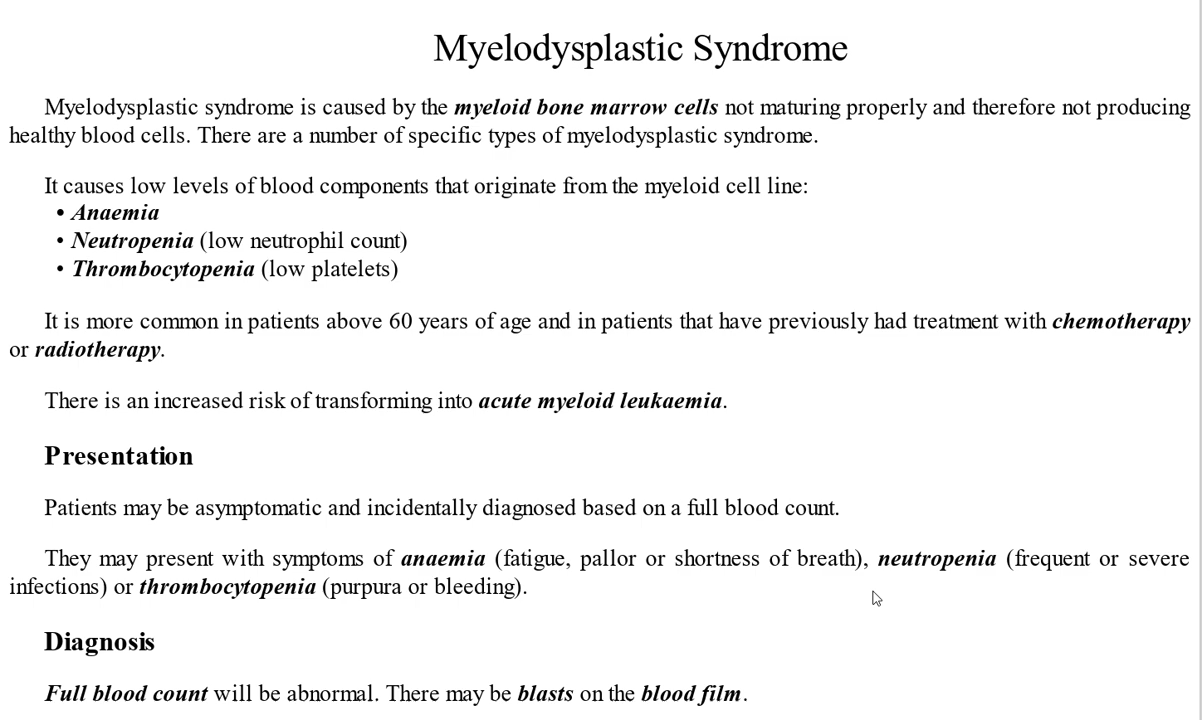 Myelodysplastic Syndrome
Myelodysplastic syndrome is caused by the myeloid bone marrow cells not maturing properly and therefore not producing
healthy blood cells. There are a number of specific types of myelodysplastic syndrome.
It causes low levels of blood components that originate from the myeloid cell line:
• Anaemia
• Neutropenia (low neutrophil count)
• Thrombocytopenia (low platelets)
It is more common in patients above 60 years of age and in patients that have previously had treatment with chemotherapy
or radiotherapy.
There is an increased risk of transforming into acute myeloid leukaemia.
Presentation
Patients may be asymptomatic and incidentally diagnosed based on a full blood count.
They may present with symptoms of anaemia (fatigue, pallor or shortness of breath), neutropenia (frequent or severe
infections) or thrombocytopenia (purpura or bleeding).
Diagnosis
Full blood count will be abnormal. There may be blasts on the blood film.